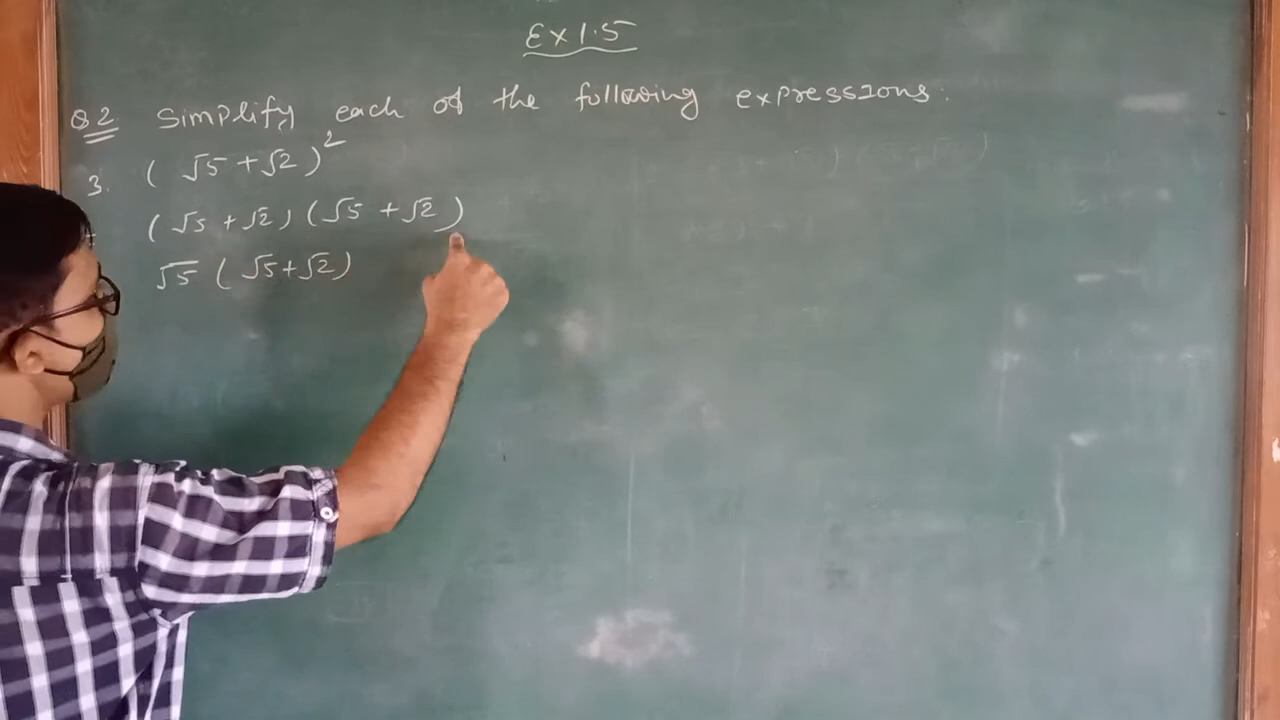 Ex 1.5
Q2 Simplify each of the following expressions:
3. (√5 + √2)²
(√5 + √2) (√5 + √2)
√5 (√5 + √2)